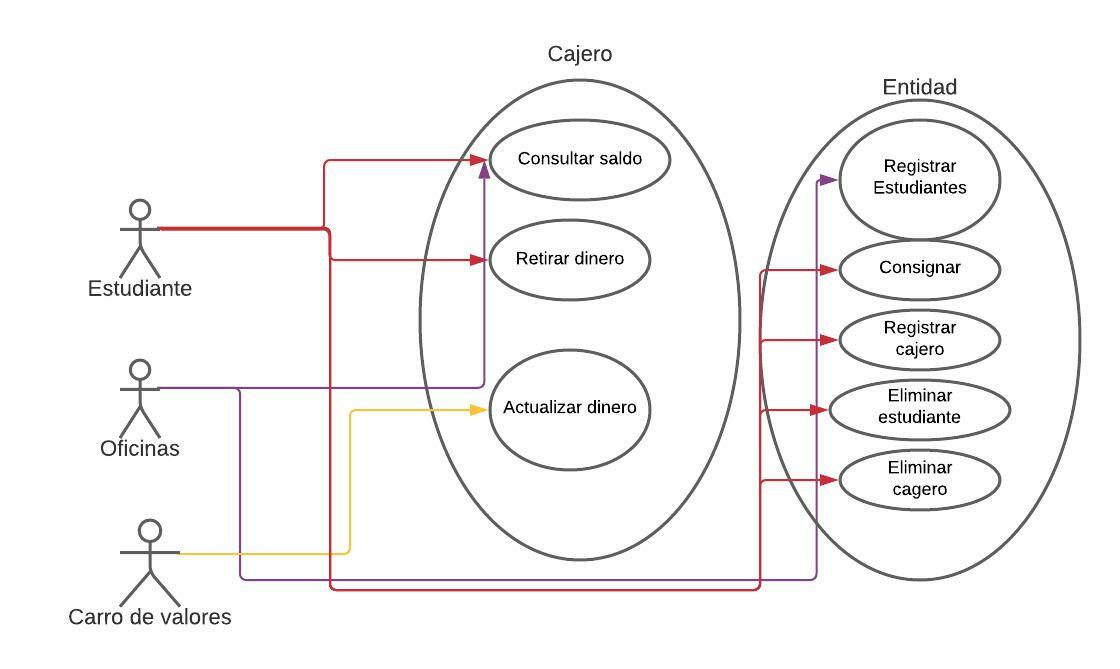 Cajero
Entidad
Consultar saldo
Registrar
Estudiantes
Retirar dinero
Consignar
Estudiante
Registrar
cajero
Eliminar
estudiante
Actualizar dinero
Oficinas
Eliminar
cagero
Carro de valores